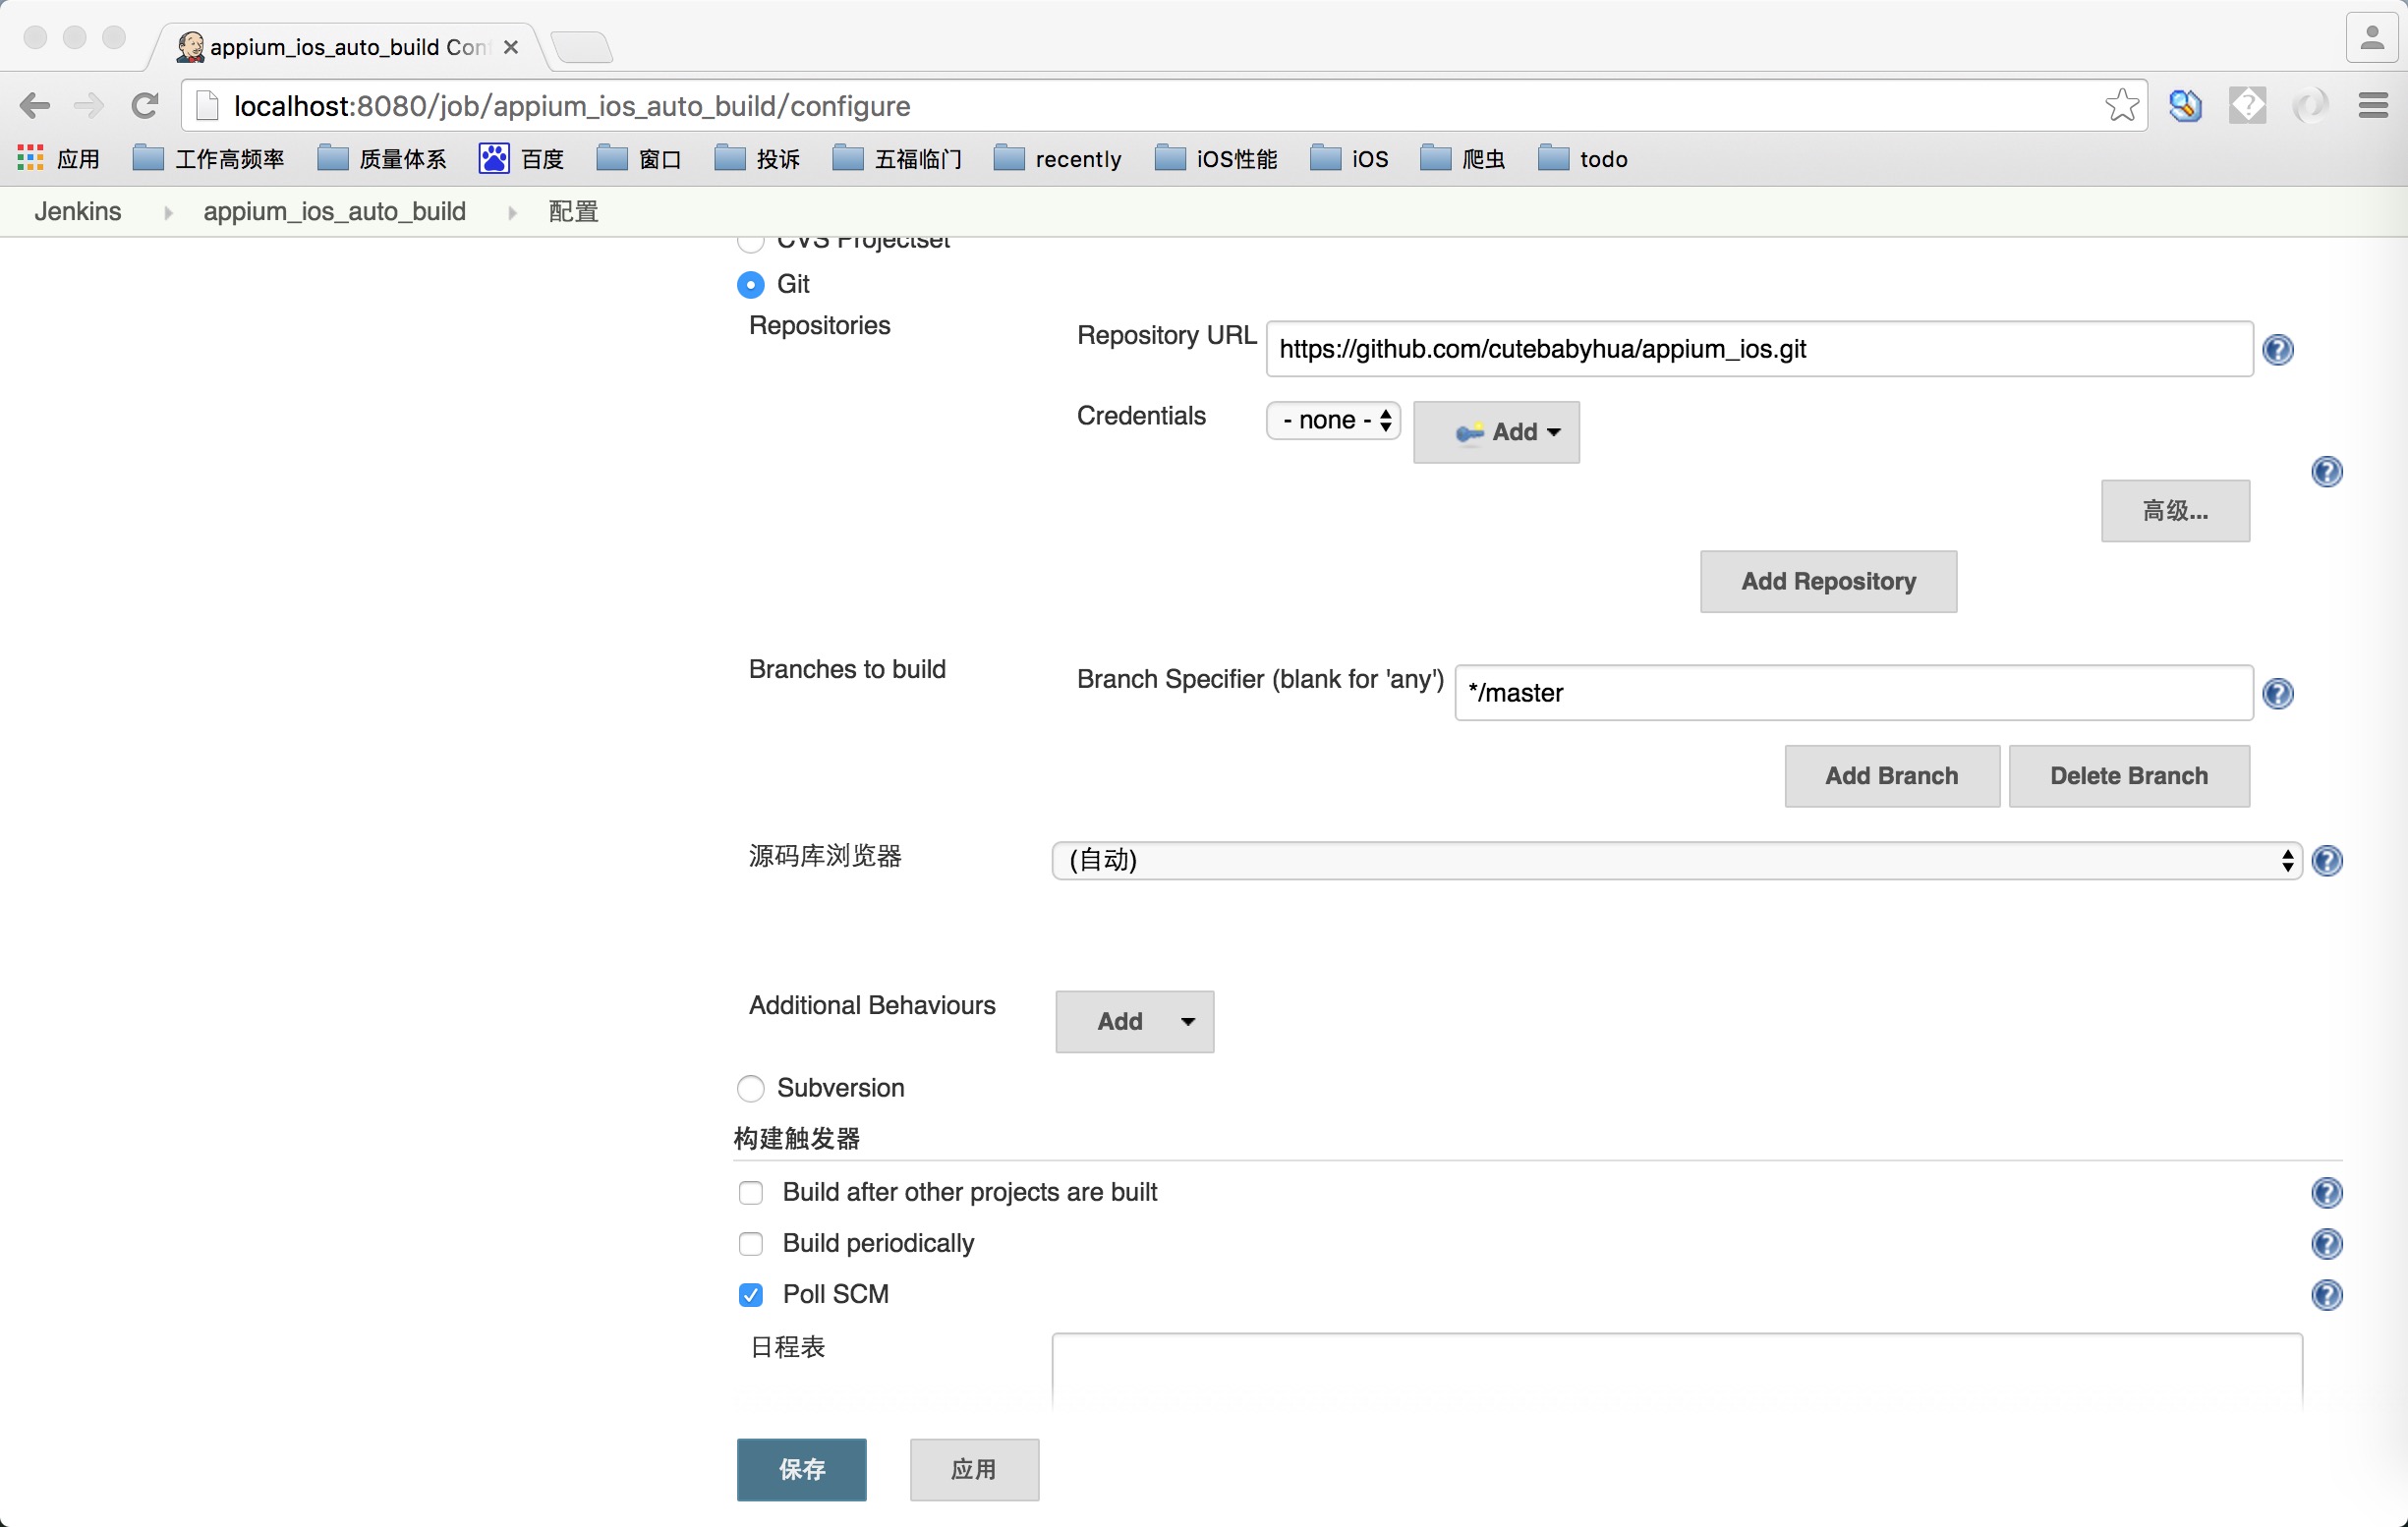 appium_ios_auto_build Con
localhost:8080/job/appium_ios_auto_build/configure
应用 工作高频率 质量体系 百度 窗口 投诉 五福临门 recently iOS性能 iOS 爬虫 todo
Jenkins appium_ios_auto_build 配置
CVS Projectset
Git
Repositories
Repository URL https://github.com/cutebabyhua/appium_ios.git
Credentials - none - Add
高级...
Add Repository
Branches to build
Branch Specifier (blank for 'any') */master
Add Branch Delete Branch
源码库浏览器 (自动)
Additional Behaviours Add
Subversion
构建触发器
Build after other projects are built
Build periodically
Poll SCM
日程表
保存 应用